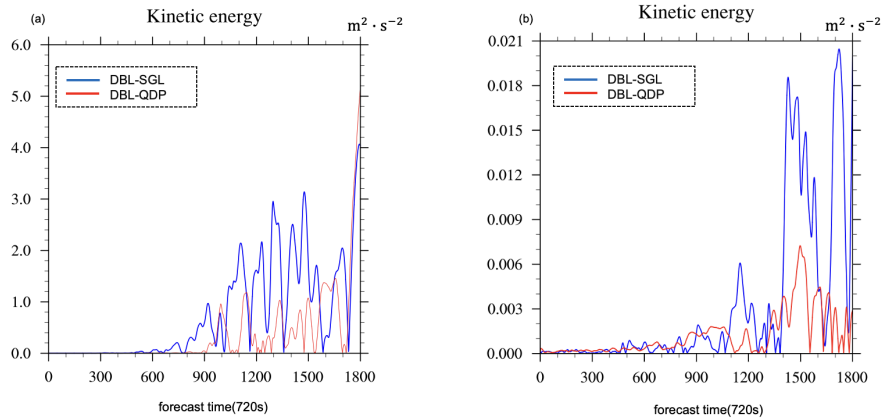 (a)
Kinetic energy
m² · s⁻²
6.0
5.0
4.0
3.0
2.0
1.0
0.0
DBL-SGL
DBL-QDP
0 300 600 900 1200 1500 1800
forecast time(720s)
(b)
Kinetic energy
m² · s⁻²
0.021
0.018
0.015
0.012
0.009
0.006
0.003
0.000
DBL-SGL
DBL-QDP
0 300 600 900 1200 1500 1800
forecast time(720s)